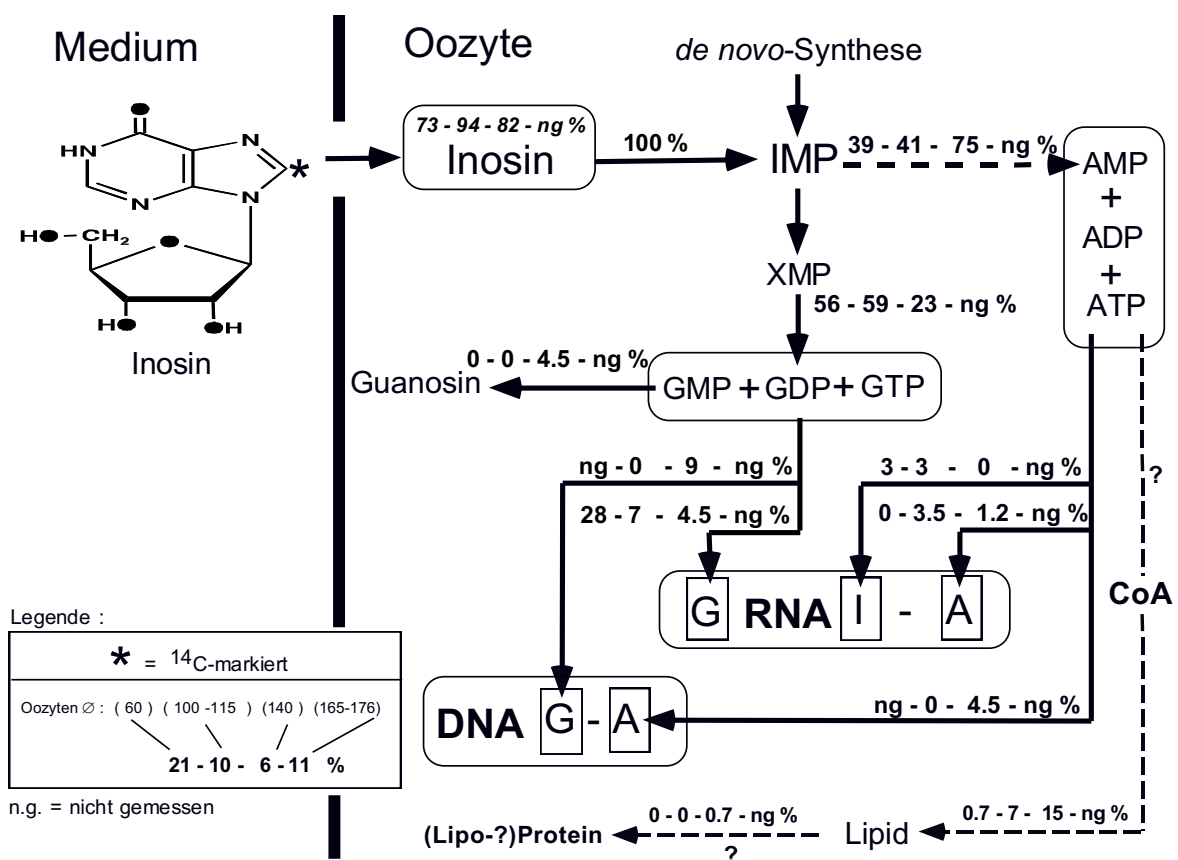 Medium
Oozyte
de novo-Synthese
73 - 94 - 82 - ng %
Inosin
100 %
IMP
39 - 41 - 75 - ng %
AMP
+
ADP
+
ATP
HN
N
N
N
*
HO – CH₂
HO
OH
Inosin
XMP
56 - 59 - 23 - ng %
0 - 0 - 4.5 - ng %
Guanosin
GMP + GDP + GTP
ng - 0 - 9 - ng %
28 - 7 - 4.5 - ng %
3 - 3 - 0 - ng %
0 - 3.5 - 1.2 - ng %
?
G RNA I - A
CoA
DNA G - A
ng - 0 - 4.5 - ng %
Legende :
* = ¹⁴C-markiert
Oozyten ∅ : ( 60 ) ( 100 -115 ) (140 ) (165-176)
21 - 10 - 6 - 11 %
n.g. = nicht gemessen
(Lipo-?)Protein
0 - 0 - 0.7 - ng %
?
Lipid
0.7 - 7 - 15 - ng %